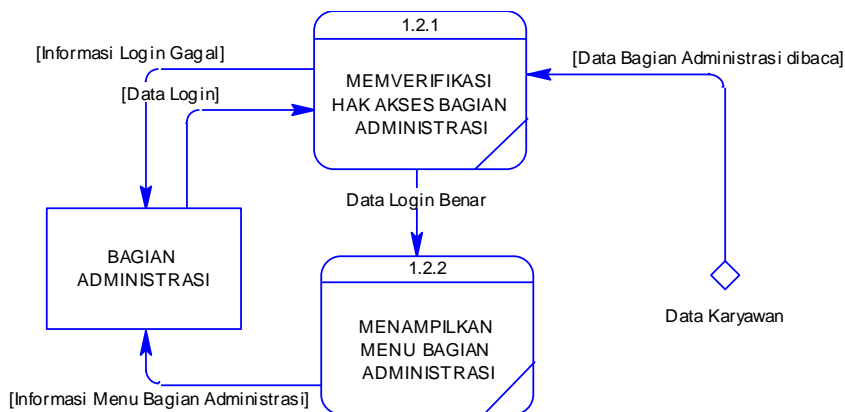 1.2.1
[Informasi Login Gagal]
[Data Bagian Administrasi dibaca]
MEMVERIFIKASI
HAK AKSES BAGIAN
ADMINISTRASI
[Data Login]
Data Login Benar
BAGIAN
ADMINISTRASI
1.2.2
Data Karyawan
MENAMPILKAN
MENU BAGIAN
ADMINISTRASI
[Informasi Menu Bagian Administrasi]